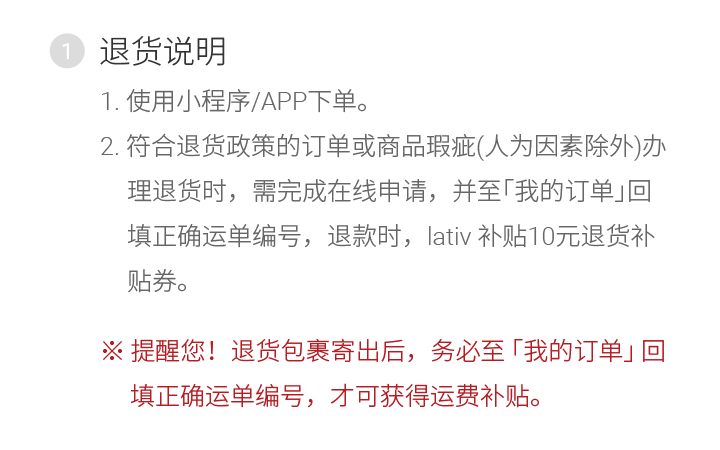 1 退货说明
1. 使用小程序/APP下单。
2. 符合退货政策的订单或商品瑕疵(人为因素除外)办
理退货时，需完成在线申请，并至「我的订单」回
填正确运单编号，退款时，lativ 补贴10元退货补
贴券。
※ 提醒您！退货包裹寄出后，务必至「我的订单」回
填正确运单编号，才可获得运费补贴。